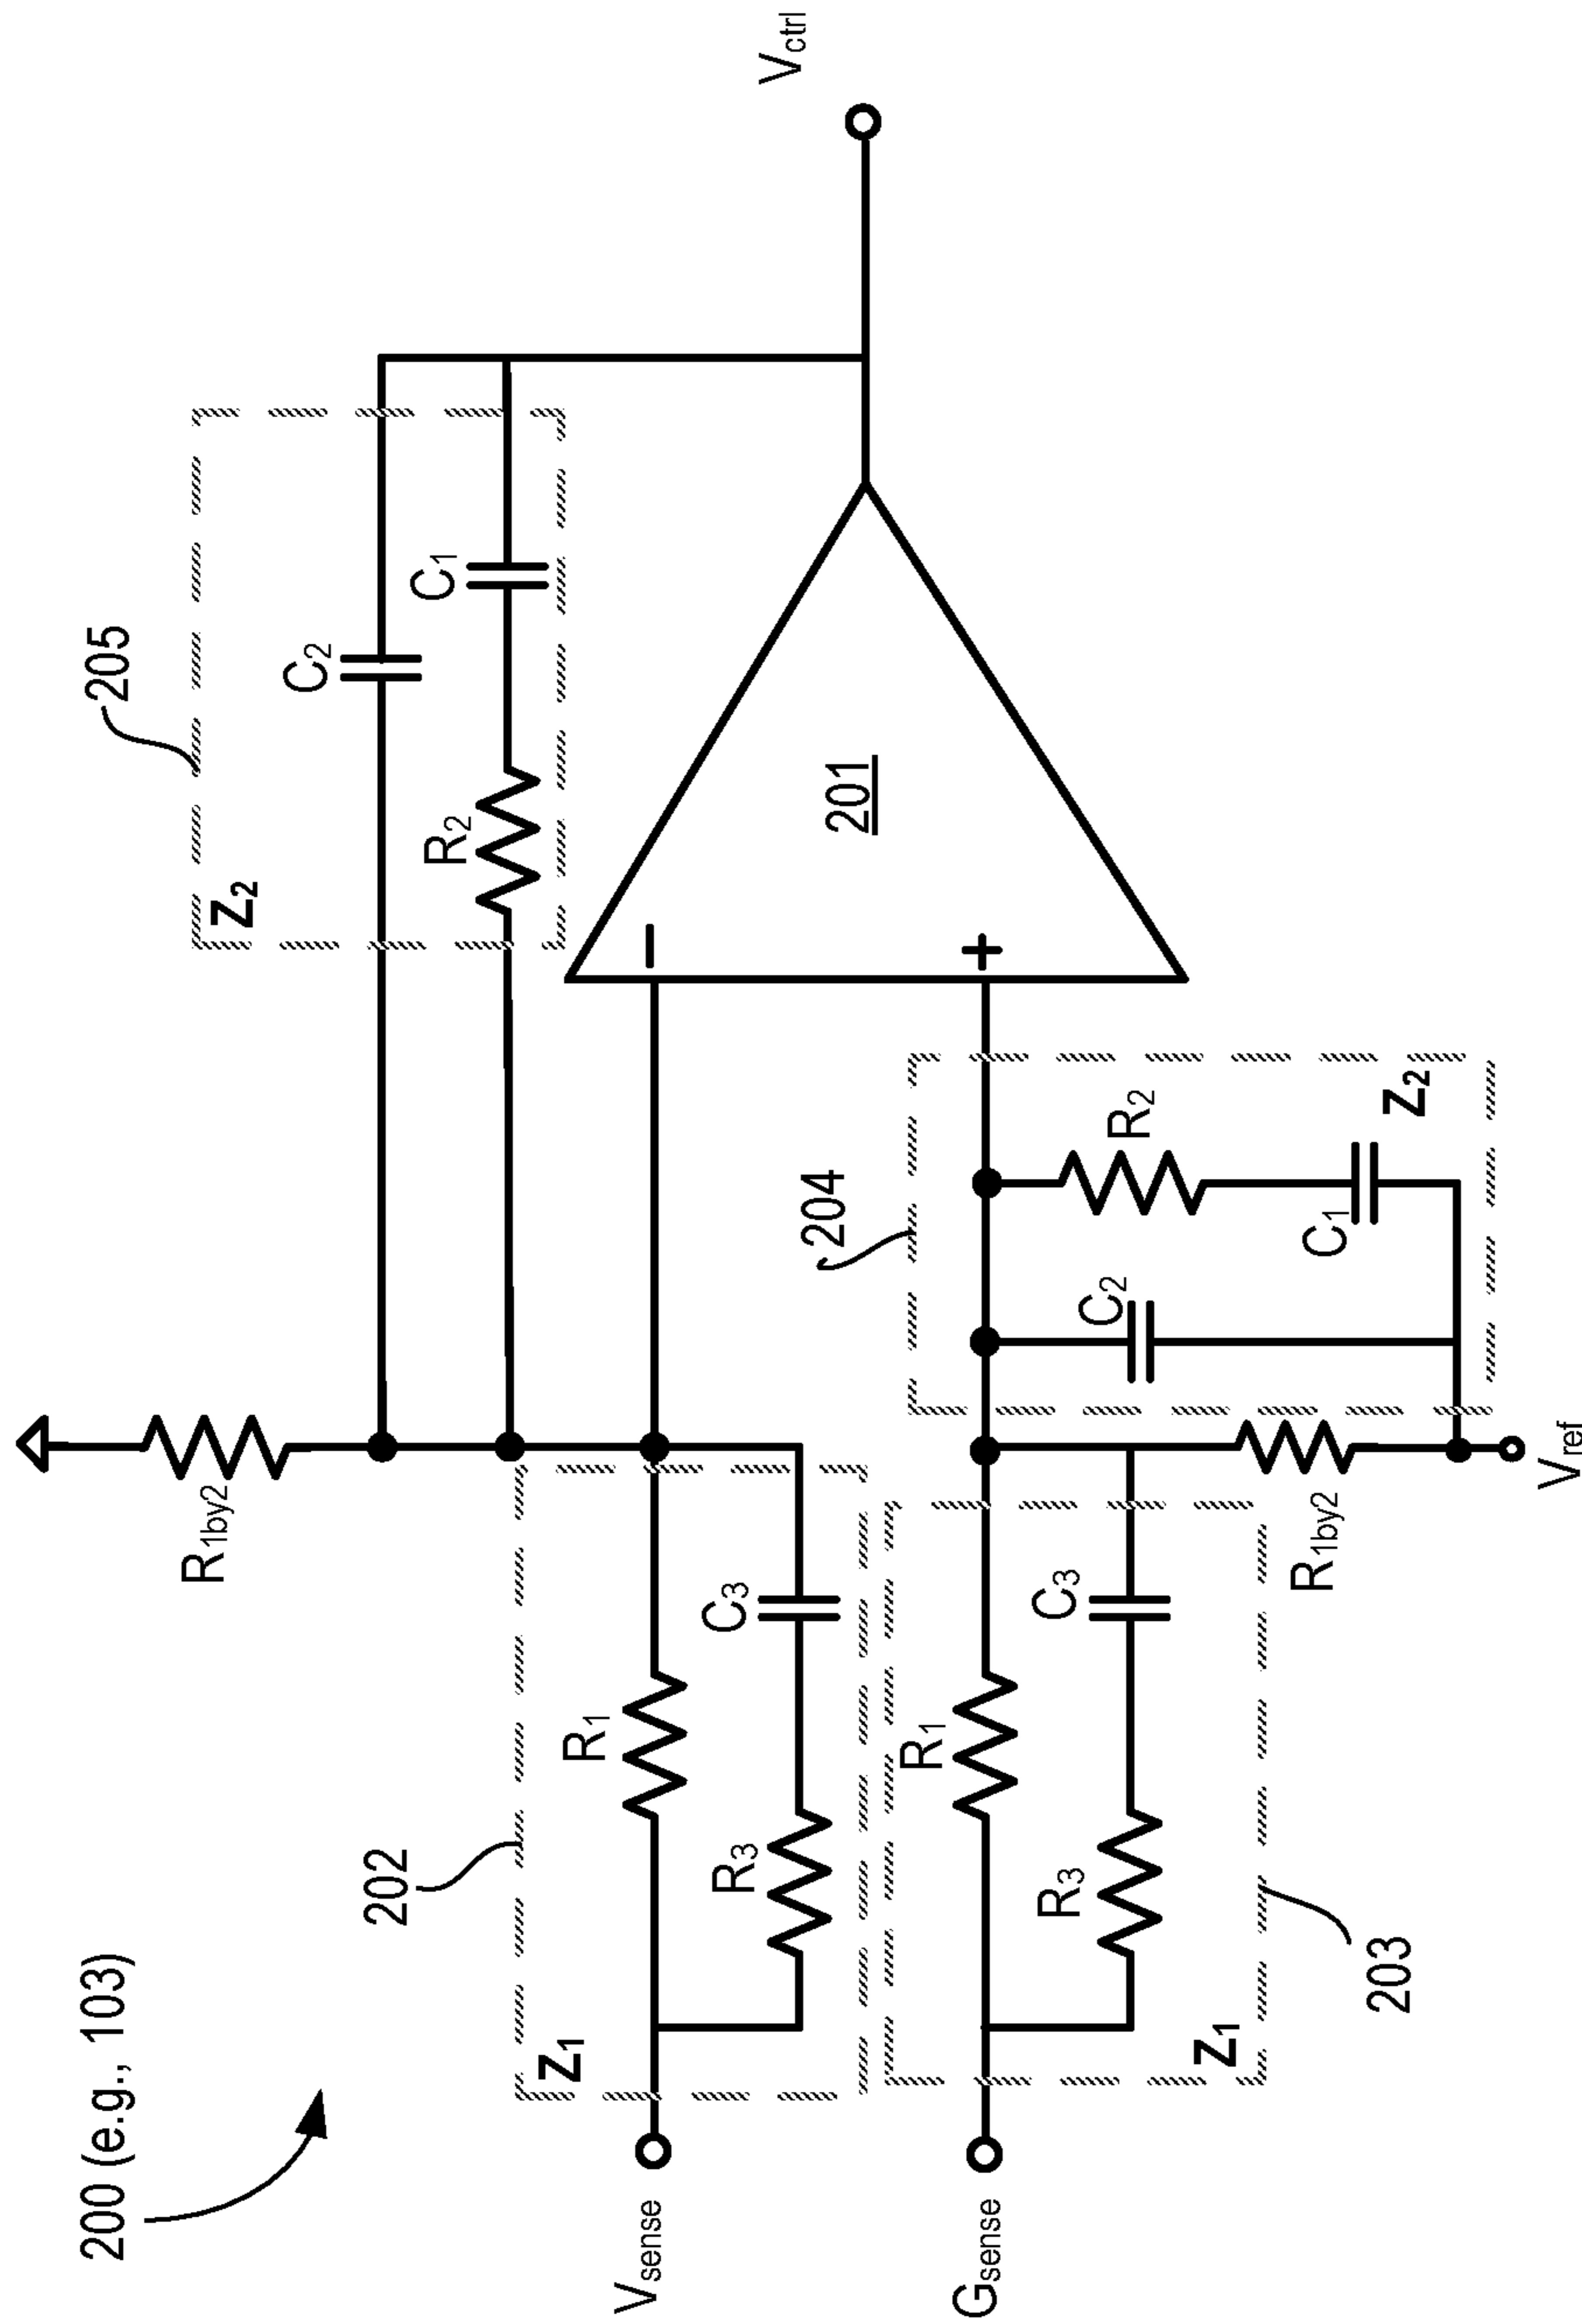 200 (e.g., 103)
205
R1by2
Z2
C2
R2
C1
202
Z1
R1
R3
C3
Vsense
−
201
+
Vctrl
Gsense
Z1
R1
R3
C3
203
204
C2
R2
C1
Z2
R1by2
Vref